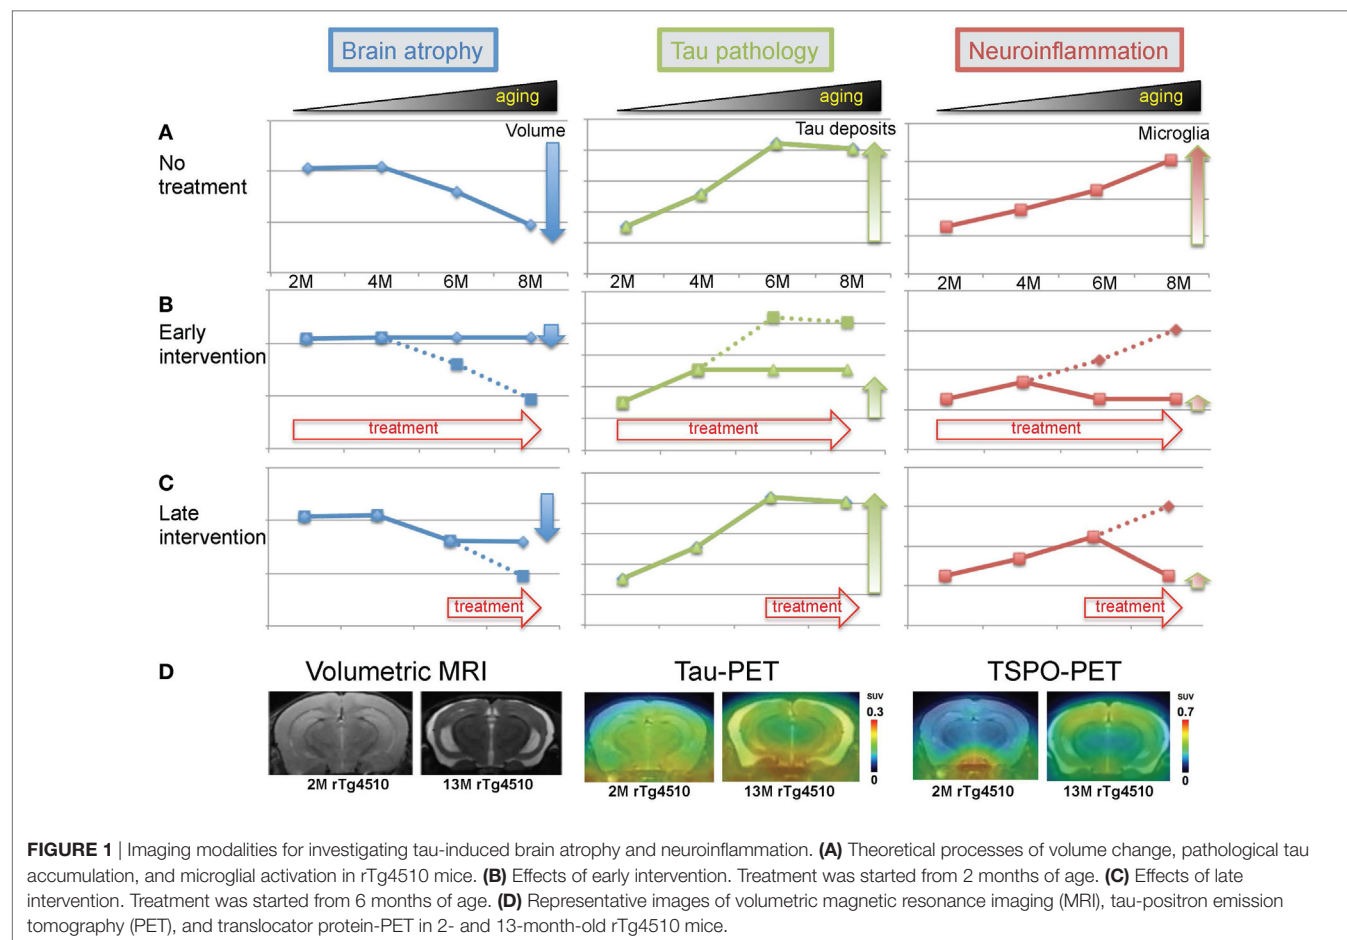 Brain atrophy
Tau pathology
Neuroinflammation
aging
aging
aging
A
No
treatment
Volume
Tau deposits
Microglia
2M 4M 6M 8M
2M 4M 6M 8M
2M 4M 6M 8M
B
Early
intervention
treatment
treatment
treatment
C
Late
intervention
treatment
treatment
treatment
D
Volumetric MRI
Tau-PET
TSPO-PET
2M rTg4510
13M rTg4510
SUV
0.3
0
2M rTg4510
13M rTg4510
SUV
0.7
0
2M rTg4510
13M rTg4510
FIGURE 1 | Imaging modalities for investigating tau-induced brain atrophy and neuroinflammation. (A) Theoretical processes of volume change, pathological tau
accumulation, and microglial activation in rTg4510 mice. (B) Effects of early intervention. Treatment was started from 2 months of age. (C) Effects of late
intervention. Treatment was started from 6 months of age. (D) Representative images of volumetric magnetic resonance imaging (MRI), tau-positron emission
tomography (PET), and translocator protein-PET in 2- and 13-month-old rTg4510 mice.